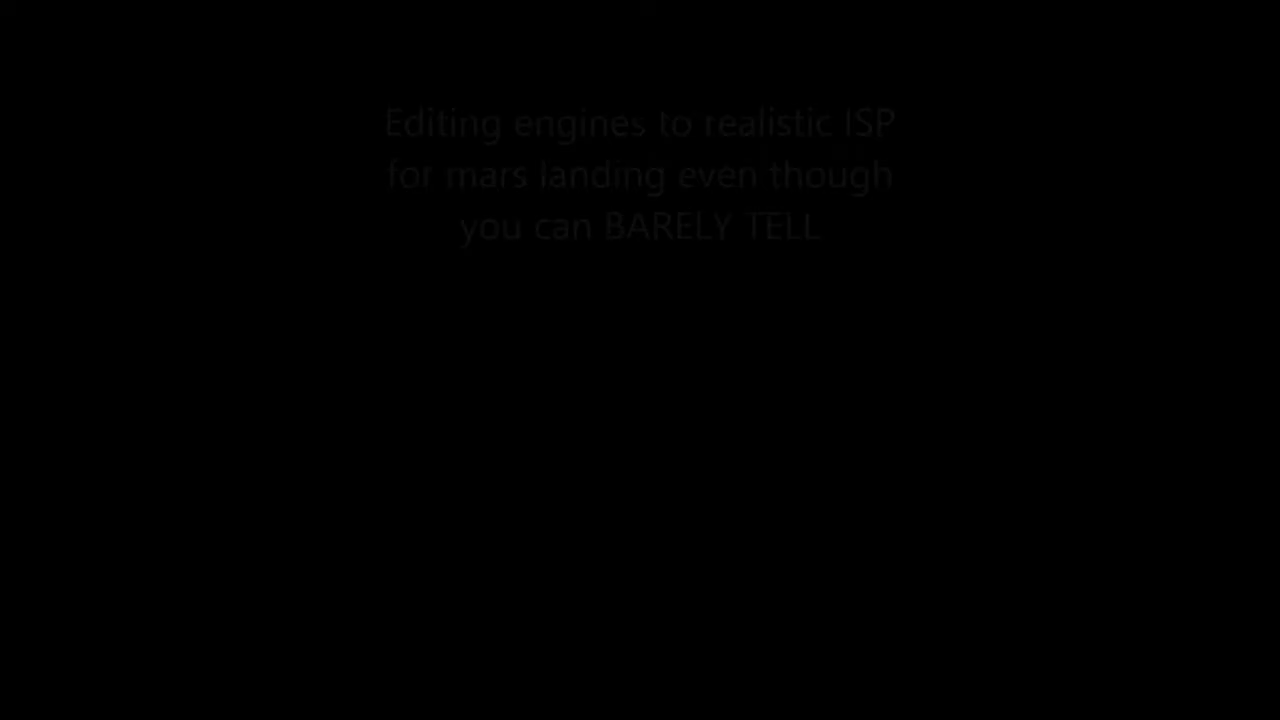 Editing engines to realistic ISP
for mars landing even though
you can BARELY TELL